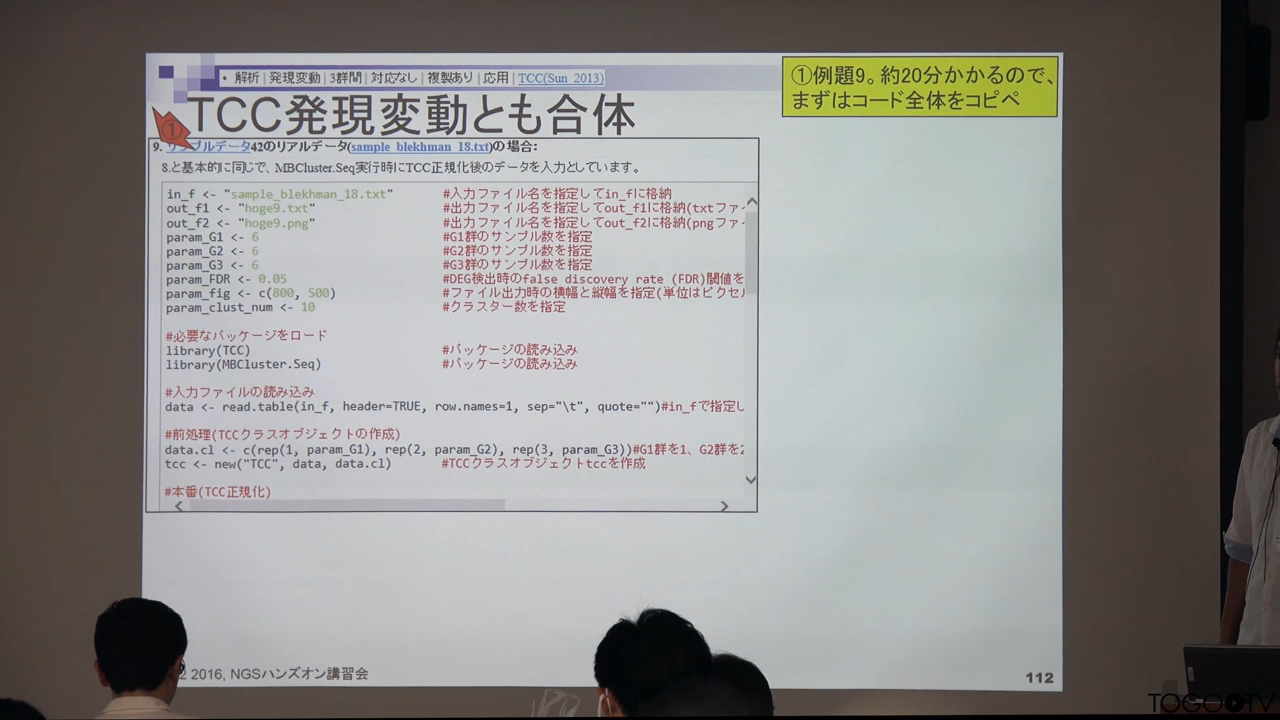 • 解析 | 発現変動 | 3群間 | 対応なし | 複製あり | 応用 | TCC(Sun_2013)
①例題9。約20分かかるので、
まずはコード全体をコピペ
TCC発現変動とも合体
①
9. サンプルデータ42のリアルデータ(sample_blekhman_18.txt)の場合:
8.と基本的に同じで、MBCluster.Seq実行時にTCC正規化後のデータを入力としています。
in_f <- "sample_blekhman_18.txt" #入力ファイル名を指定してin_fに格納
out_f1 <- "hoge9.txt" #出力ファイル名を指定してout_f1に格納(txtファ
out_f2 <- "hoge9.png" #出力ファイル名を指定してout_f2に格納(pngファ
param_G1 <- 6 #G1群のサンプル数を指定
param_G2 <- 6 #G2群のサンプル数を指定
param_G3 <- 6 #G3群のサンプル数を指定
param_FDR <- 0.05 #DEG検出時のfalse discovery rate (FDR)閾値を
param_fig <- c(800, 500) #ファイル出力時の横幅と縦幅を指定(単位はピクセ
param_clust_num <- 10 #クラスター数を指定
#必要なパッケージをロード
library(TCC) #パッケージの読み込み
library(MBCluster.Seq) #パッケージの読み込み
#入力ファイルの読み込み
data <- read.table(in_f, header=TRUE, row.names=1, sep="\t", quote="")#in_fで指定し
#前処理(TCCクラスオブジェクトの作成)
data.cl <- c(rep(1, param_G1), rep(2, param_G2), rep(3, param_G3))#G1群を1、G2群を2
tcc <- new("TCC", data, data.cl) #TCCクラスオブジェクトtccを作成
#本番(TCC正規化)
2 2016, NGSハンズオン講習会
112
TOGOTV